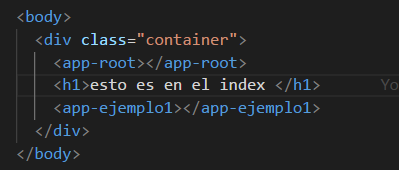 <body>
<div class="container">
<app-root></app-root>
<h1>esto es en el index </h1>
<app-ejemplo1></app-ejemplo1>
</div>
</body>